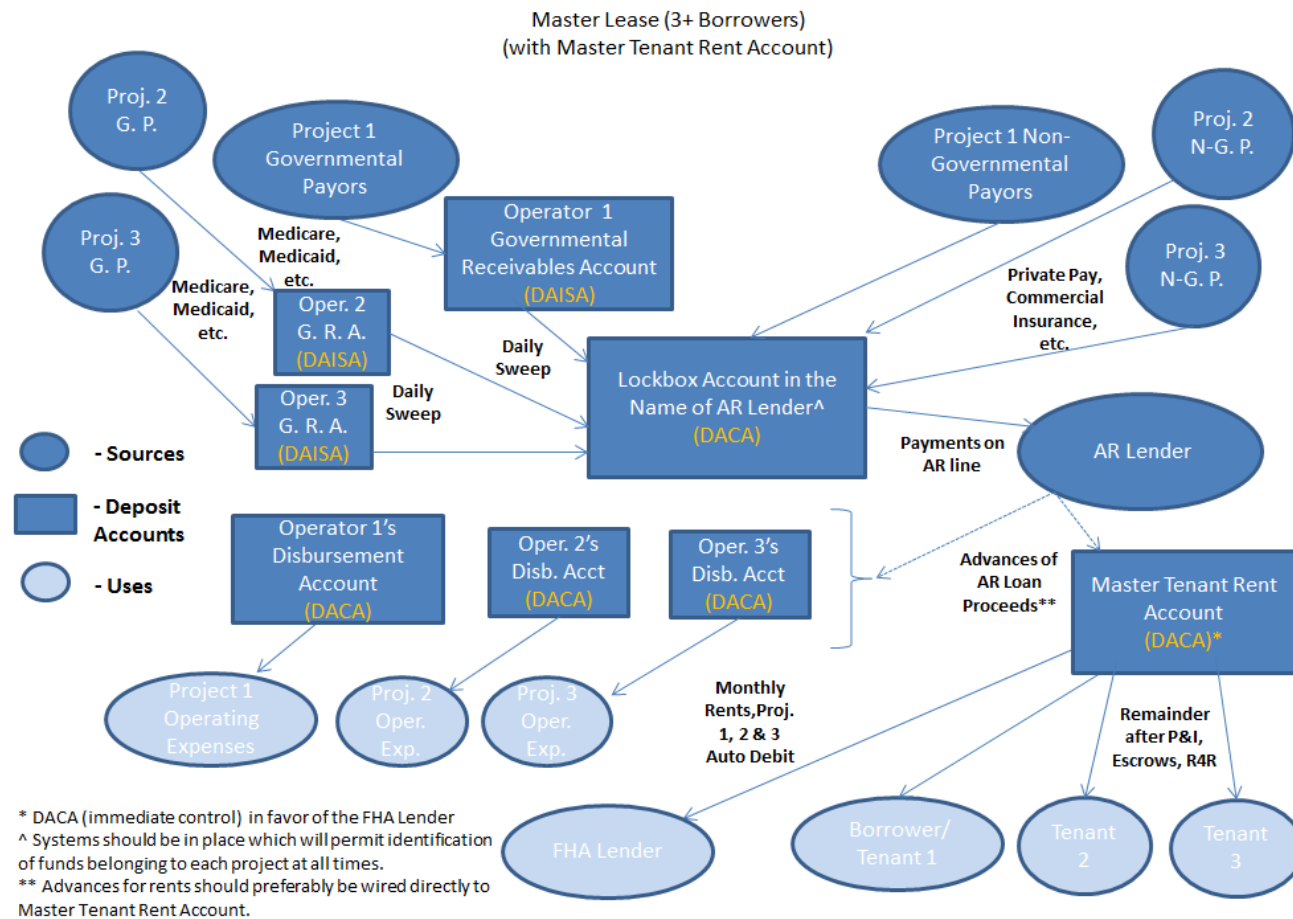 Master Lease (3+ Borrowers)
(with Master Tenant Rent Account)
Proj. 2
G. P.
Project 1
Governmental
Payors
Project 1 Non-
Governmental
Payors
Proj. 2
N-G. P.
Proj. 3
G. P.
Operator 1
Governmental
Receivables Account
(DAISA)
Proj. 3
N-G. P.
Medicare,
Medicaid,
etc.
Medicare,
Medicaid,
etc.
Private Pay,
Commercial
Insurance,
etc.
Oper. 2
G. R. A.
(DAISA)
Daily
Sweep
Oper. 3
G. R. A.
(DAISA)
Daily
Sweep
Lockbox Account in the
Name of AR Lender^
(DACA)
Payments on
AR line
AR Lender
- Sources
- Deposit
Accounts
- Uses
Operator 1’s
Disbursement
Account
(DACA)
Oper. 2’s
Disb. Acct
(DACA)
Oper. 3’s
Disb. Acct
(DACA)
Advances of
AR Loan
Proceeds**
Master Tenant Rent
Account
(DACA)*
Project 1
Operating
Expenses
Proj. 2
Oper.
Exp.
Proj. 3
Oper.
Exp.
Monthly
Rents,Proj.
1, 2 & 3
Auto Debit
Remainder
after P&I,
Escrows, R4R
FHA Lender
Borrower/
Tenant 1
Tenant
2
Tenant
3
* DACA (immediate control) in favor of the FHA Lender
^ Systems should be in place which will permit identification
of funds belonging to each project at all times.
** Advances for rents should preferably be wired directly to
Master Tenant Rent Account.